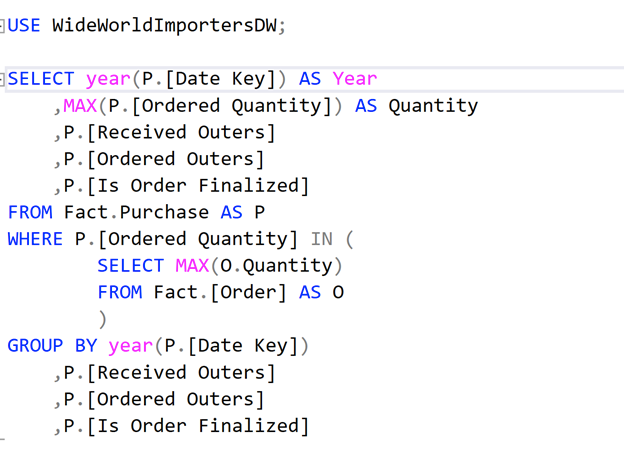 USE WideWorldImportersDW;
SELECT year(P.[Date Key]) AS Year
,MAX(P.[Ordered Quantity]) AS Quantity
,P.[Received Outers]
,P.[Ordered Outers]
,P.[Is Order Finalized]
FROM Fact.Purchase AS P
WHERE P.[Ordered Quantity] IN (
SELECT MAX(O.Quantity)
FROM Fact.[Order] AS O
)
GROUP BY year(P.[Date Key])
,P.[Received Outers]
,P.[Ordered Outers]
,P.[Is Order Finalized]